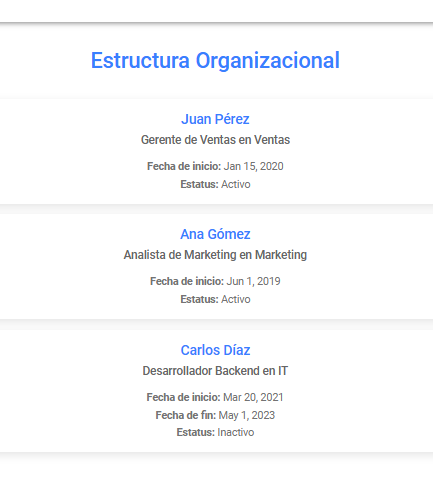 Estructura Organizacional
Juan Pérez
Gerente de Ventas en Ventas
Fecha de inicio: Jan 15, 2020
Estatus: Activo
Ana Gómez
Analista de Marketing en Marketing
Fecha de inicio: Jun 1, 2019
Estatus: Activo
Carlos Díaz
Desarrollador Backend en IT
Fecha de inicio: Mar 20, 2021
Fecha de fin: May 1, 2023
Estatus: Inactivo